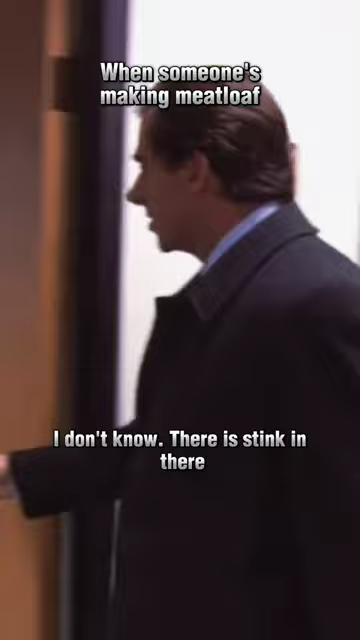 When someone's
making meatloaf
I don't know. There is stink in
there